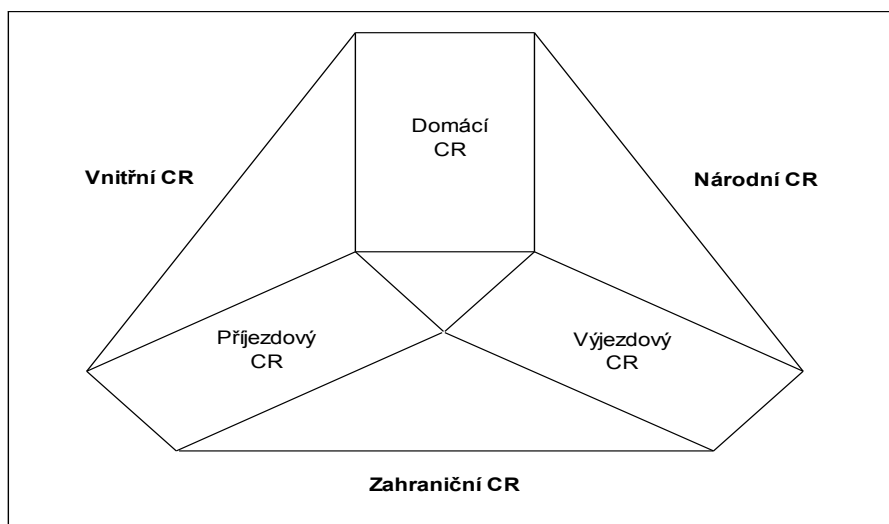 Domácí
CR
Vnitřní CR
Národní CR
Příjezdový
CR
Výjezdový
CR
Zahraniční CR